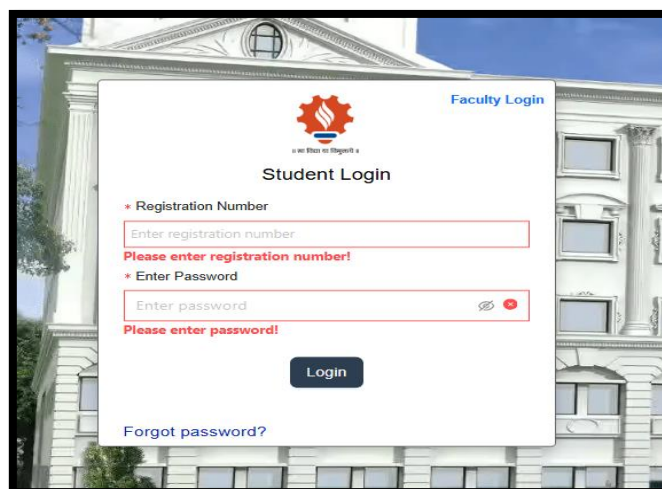 Faculty Login
Student Login
* Registration Number
Enter registration number
Please enter registration number!
* Enter Password
Enter password
Please enter password!
Login
Forgot password?